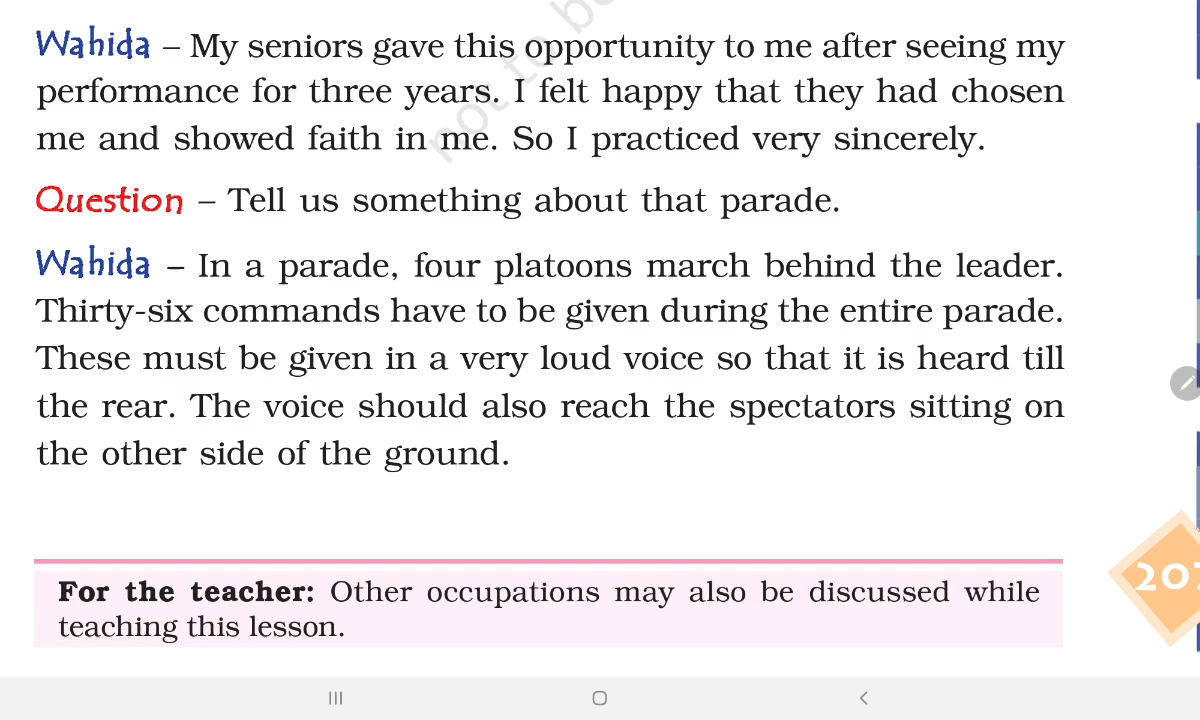 Wahida – My seniors gave this opportunity to me after seeing my
performance for three years. I felt happy that they had chosen
me and showed faith in me. So I practiced very sincerely.
Question – Tell us something about that parade.
Wahida – In a parade, four platoons march behind the leader.
Thirty-six commands have to be given during the entire parade.
These must be given in a very loud voice so that it is heard till
the rear. The voice should also reach the spectators sitting on
the other side of the ground.
For the teacher: Other occupations may also be discussed while
teaching this lesson.
not to